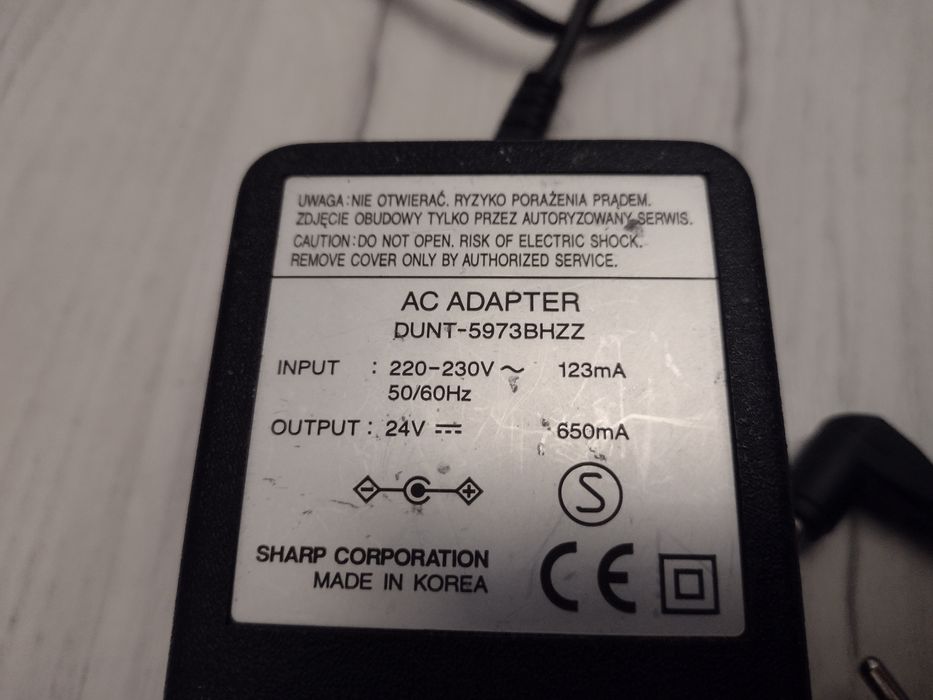 UWAGA: NIE OTWIERAĆ. RYZYKO PORAŻENIA PRĄDEM.
ZDJĘCIE OBUDOWY TYLKO PRZEZ AUTORYZOWANY SERWIS.
CAUTION: DO NOT OPEN. RISK OF ELECTRIC SHOCK.
REMOVE COVER ONLY BY AUTHORIZED SERVICE.
AC ADAPTER
DUNT-5973BHZZ
INPUT : 220-230V ~ 123mA
50/60Hz
OUTPUT : 24V ⎓ 650mA
- +
S
SHARP CORPORATION
MADE IN KOREA
CE